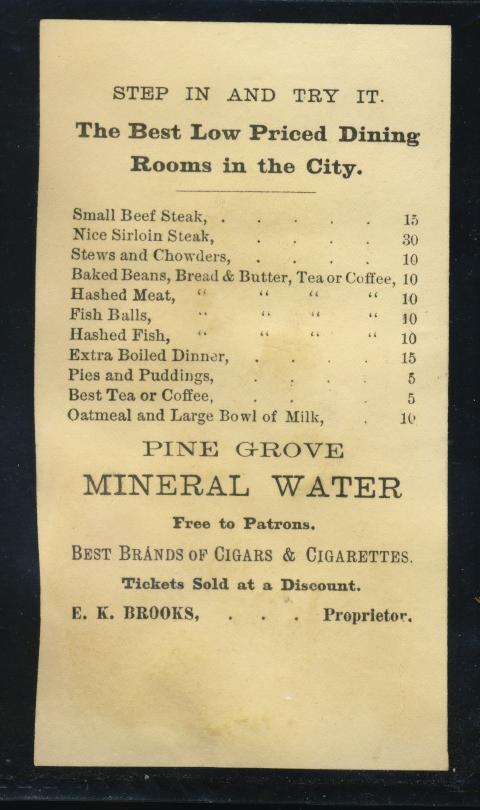 STEP IN AND TRY IT.
The Best Low Priced Dining
Rooms in the City.
Small Beef Steak, . . . . . 15
Nice Sirloin Steak, . . . . 30
Stews and Chowders, . . . . 10
Baked Beans, Bread & Butter, Tea or Coffee, 10
Hashed Meat, “ “ “ “ 10
Fish Balls, “ “ “ “ 10
Hashed Fish, “ “ “ “ 10
Extra Boiled Dinner, . . . . 15
Pies and Puddings, . . . 5
Best Tea or Coffee, . . . 5
Oatmeal and Large Bowl of Milk, . 10
PINE GROVE
MINERAL WATER
Free to Patrons.
BEST BRANDS OF CIGARS & CIGARETTES.
Tickets Sold at a Discount.
E. K. BROOKS, . . . Proprietor.